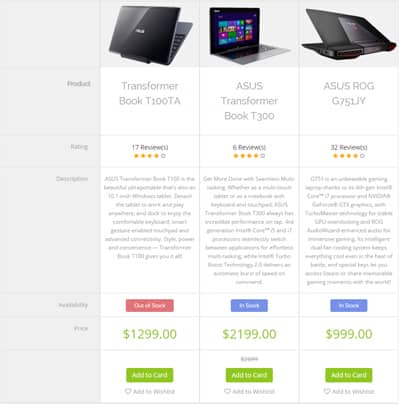 Product
Transformer
Book T100TA
ASUS
Transformer
Book T300
ASUS ROG
G751JY
Rating
17 Review(s)
6 Review(s)
32 Review(s)
Description
ASUS Transformer Book T100 is the
beautiful ultraportable that's also an
10.1-inch Windows tablet. Detach
the tablet to work and play
anywhere, and dock to enjoy the
comfortable keyboard, smart
gesture enabled touchpad and
advanced connectivity. Style, power
and convenience — Transformer
Book T100 gives you it all!
Get More Done with Seamless Multi-
tasking. Whether as a multi-touch
tablet or as a notebook with
keyboard and touchpad, ASUS
Transformer Book T300 always has
incredible performance on tap. 4rd
generation Intel® Core™ i5 and i7
processors seamlessly switch
between applications for effortless
multi-tasking, while Intel® Turbo
Boost Technology 2.0 delivers an
automatic burst of speed on
command.
G751 is an unbeatable gaming
laptop thanks to its 4th-gen Intel®
Core™ i7 processor and NVIDIA®
GeForce® GTX graphics, with
TurboMaster technology for stable
GPU overclocking and ROG
AudioWizard-enhanced audio for
immersive gaming. Its intelligent
dual-fan cooling system keeps
everything cool even in the heat of
battle, and special keys let you
access Steam or share memorable
gaming moments with the world!
Availability
Out of Stock
In Stock
In Stock
Price
$1299.00
$2199.00
$999.00
$2399
Add to Card
Add to Card
Add to Card
Add to Wishlist
Add to Wishlist
Add to Wishlist